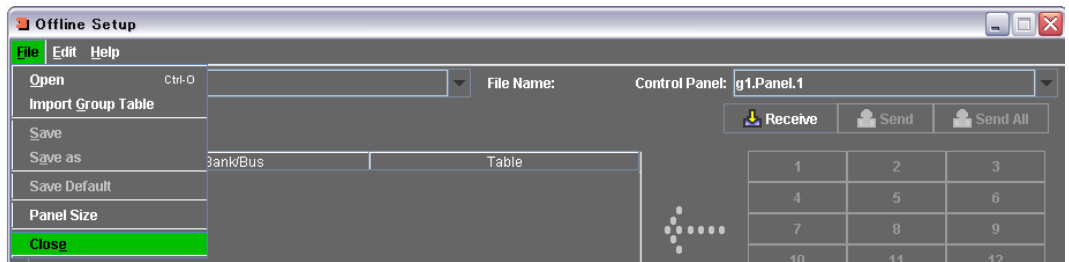 Offline Setup
File Edit Help
Open Ctrl-O
Import Group Table
Save
Save as
Save Default
Panel Size
Close
File Name:
Control Panel: g1.Panel.1
Receive Send Send All
Bank/Bus Table
1 2 3
4 5 6
7 8 9
10 11 12